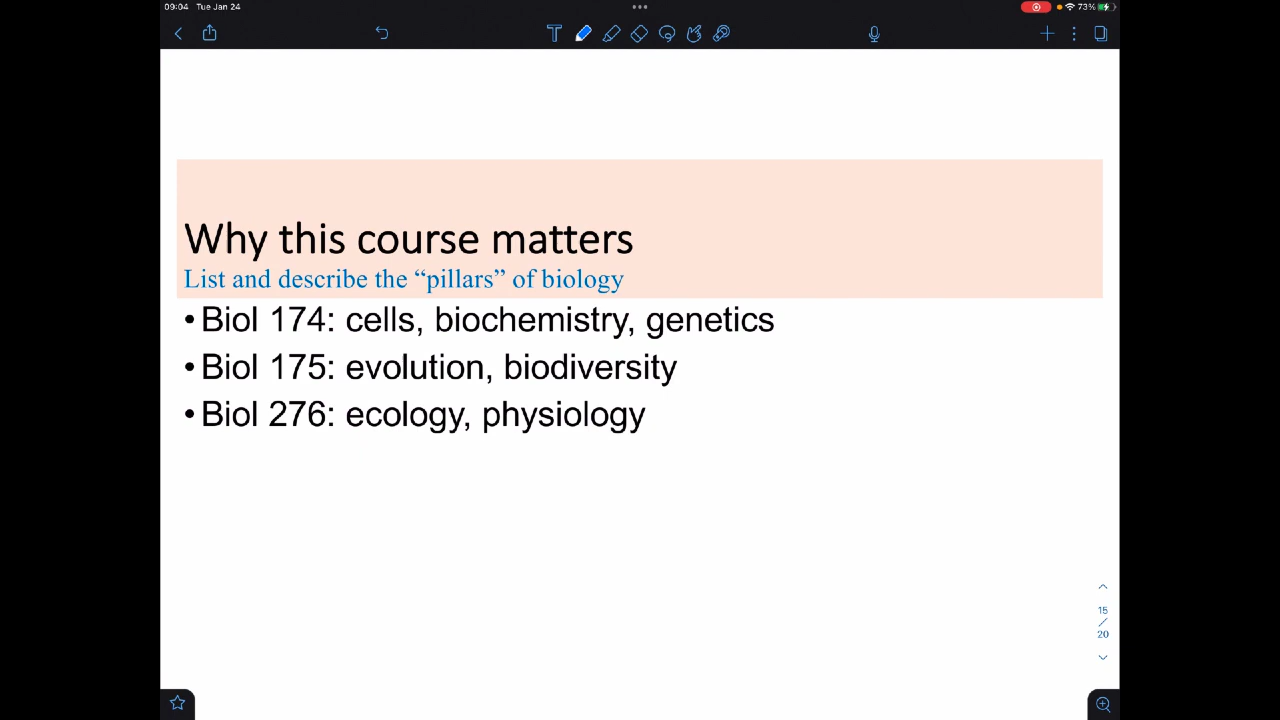 09:04 Tue Jan 24
73%
Why this course matters
List and describe the “pillars” of biology
•Biol 174: cells, biochemistry, genetics
•Biol 175: evolution, biodiversity
•Biol 276: ecology, physiology
15
/
20